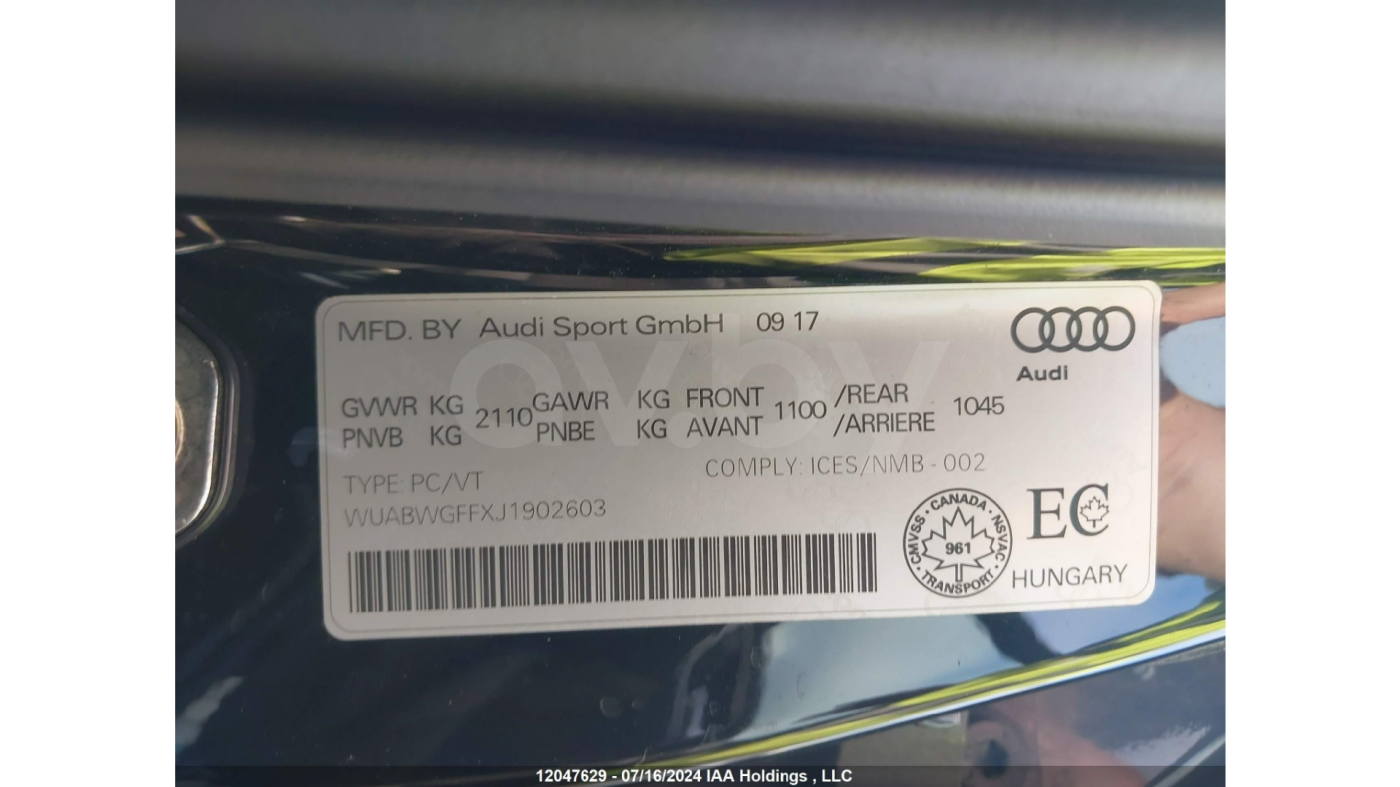 MFD. BY Audi Sport GmbH 09 17
Audi
GVWR KG 2110 GAWR KG FRONT 1100 /REAR 1045
PNVB KG PNBE KG AVANT /ARRIERE
COMPLY: ICES/NMB - 002
TYPE: PC/VT
WUABWGFFXJ1902603
CANADA · NSVAC · TRANSPORT · CMVSS ·
961
EC
HUNGARY
av.by
12047629 - 07/16/2024 IAA Holdings , LLC